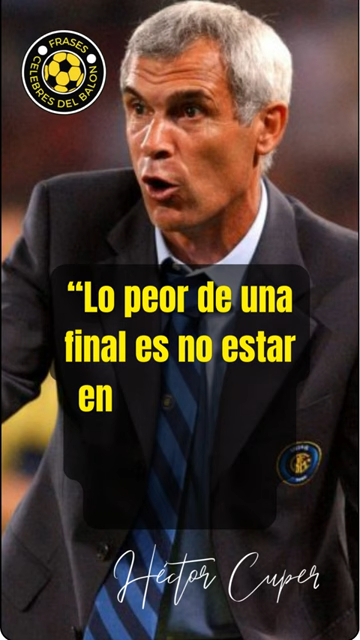 FRASES
CELEBRES DEL BALON
“Lo peor de una
final es no estar
en
Héctor Cuper